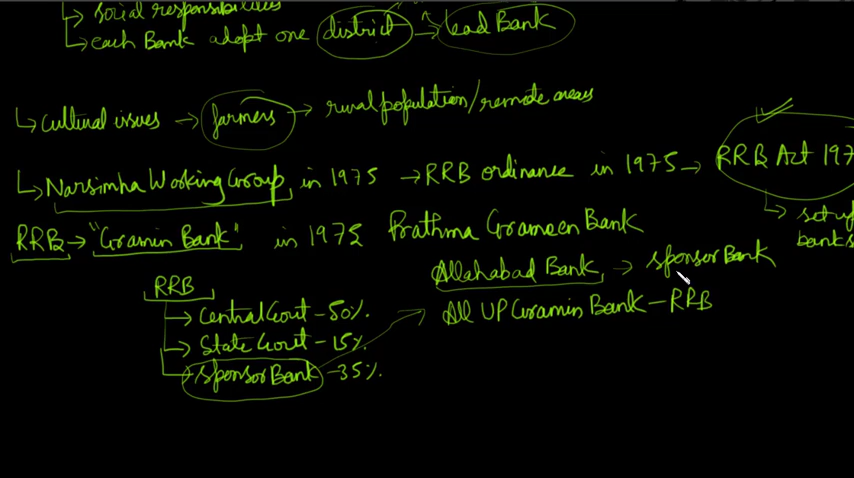 ↳ Social responsibilities
↳ each Bank adopt one district → Lead Bank
↳ Cultural issues → farmers → rural population/remote areas
↳ Narsimha Working Group, in 1975 → RRB ordinance in 1975 → RRB Act 197
↳ set up
banks
RRB → "Gramin Bank" in 1975 Prathma Grameen Bank
Allahabad Bank, → Sponsor Bank
RRB
→ Central Govt - 50%.
All UP Gramin Bank - RRB
→ State Govt - 15%.
→ Sponsor Bank - 35%.